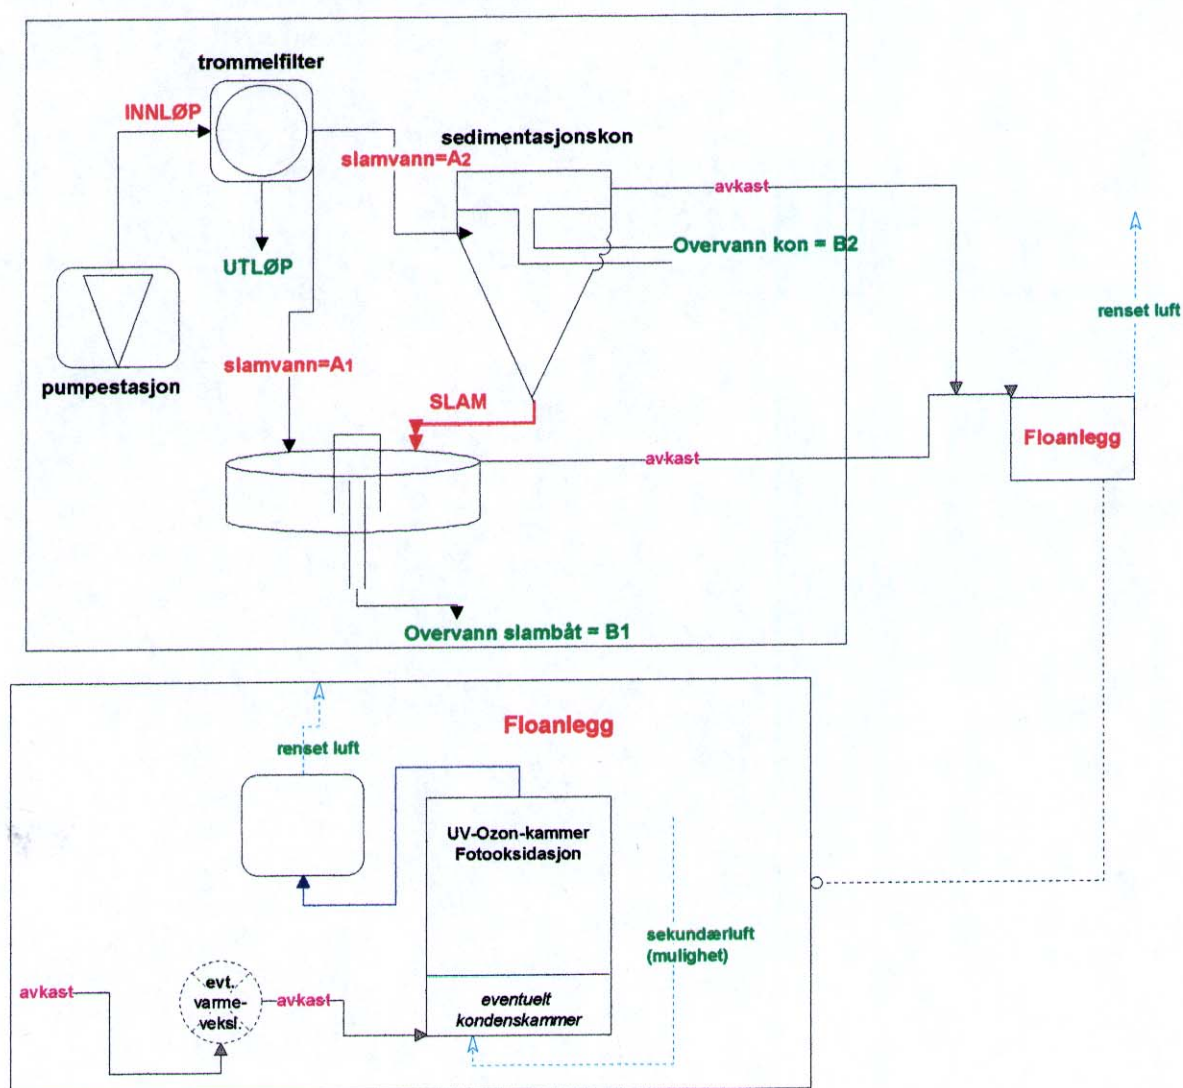 trommelfilter
INNLØP
sedimentasjonskon
slamvann=A2
avkast
Overvann kon = B2
UTLØP
renset luft
slamvann=A1
pumpestasjon
SLAM
Floanlegg
avkast
Overvann slambåt = B1
Floanlegg
renset luft
UV-Ozon-kammer
Fotooksidasjon
sekundærluft
(mulighet)
evt.
varme-
veksl.
avkast
avkast
eventuelt
kondenskammer